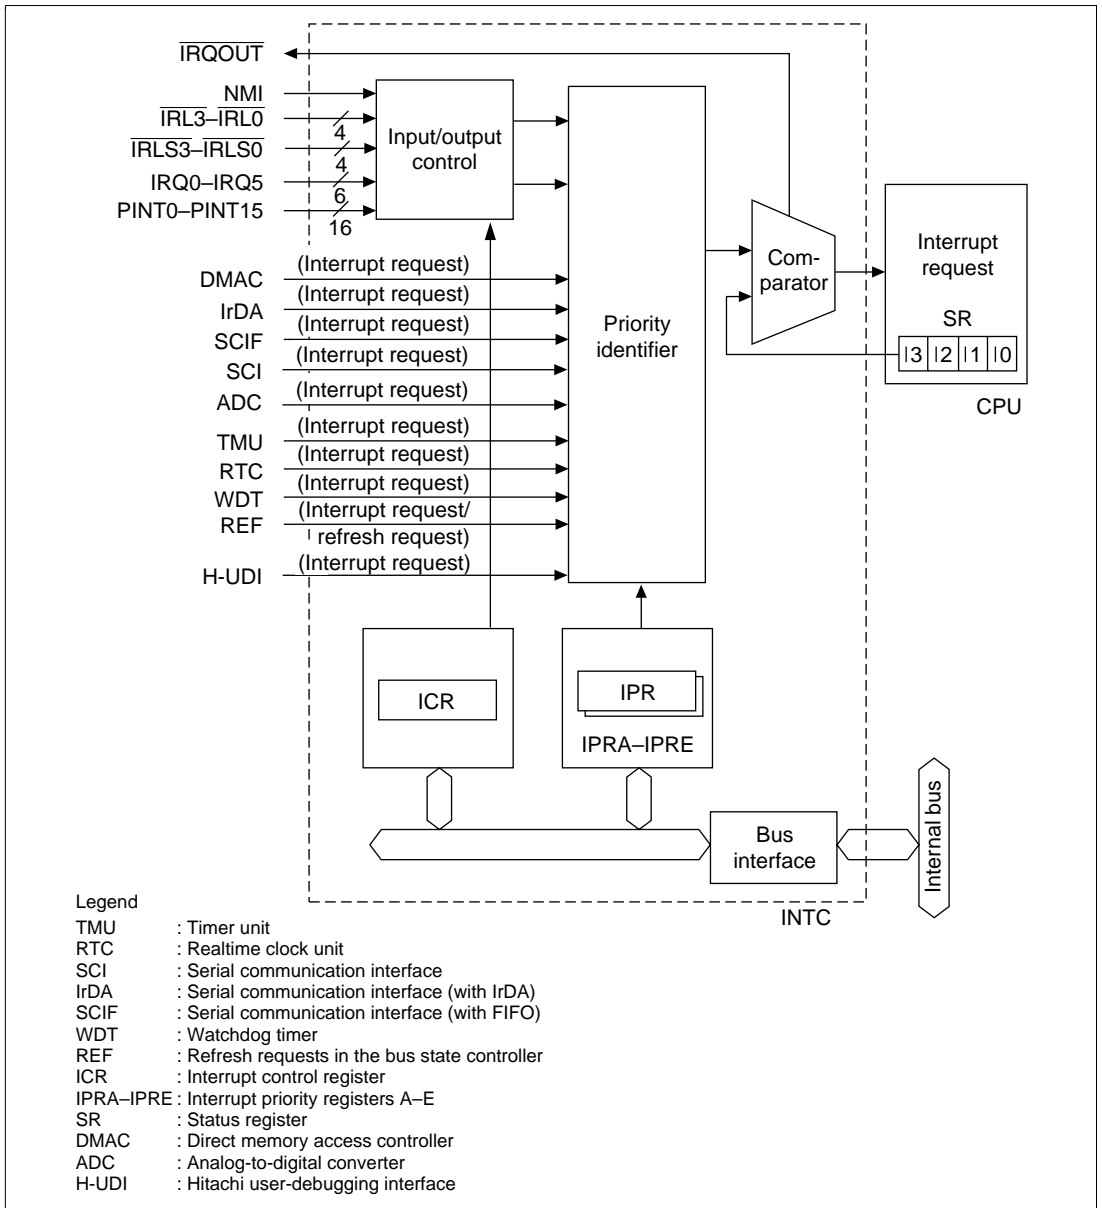 IRQOUT
NMI
IRL3–IRL0
4
IRLS3–IRLS0
4
IRQ0–IRQ5
6
PINT0–PINT15
16
Input/output
control
DMAC
(Interrupt request)
IrDA
(Interrupt request)
SCIF
(Interrupt request)
SCI
(Interrupt request)
ADC
(Interrupt request)
TMU
(Interrupt request)
RTC
(Interrupt request)
WDT
(Interrupt request)
REF
(Interrupt request/
refresh request)
H-UDI
(Interrupt request)
Priority
identifier
Com-
parator
Interrupt
request
SR
I3 I2 I1 I0
CPU
ICR
IPR
IPRA–IPRE
Bus
interface
Internal bus
INTC
Legend
TMU : Timer unit
RTC : Realtime clock unit
SCI : Serial communication interface
IrDA : Serial communication interface (with IrDA)
SCIF : Serial communication interface (with FIFO)
WDT : Watchdog timer
REF : Refresh requests in the bus state controller
ICR : Interrupt control register
IPRA–IPRE : Interrupt priority registers A–E
SR : Status register
DMAC : Direct memory access controller
ADC : Analog-to-digital converter
H-UDI : Hitachi user-debugging interface